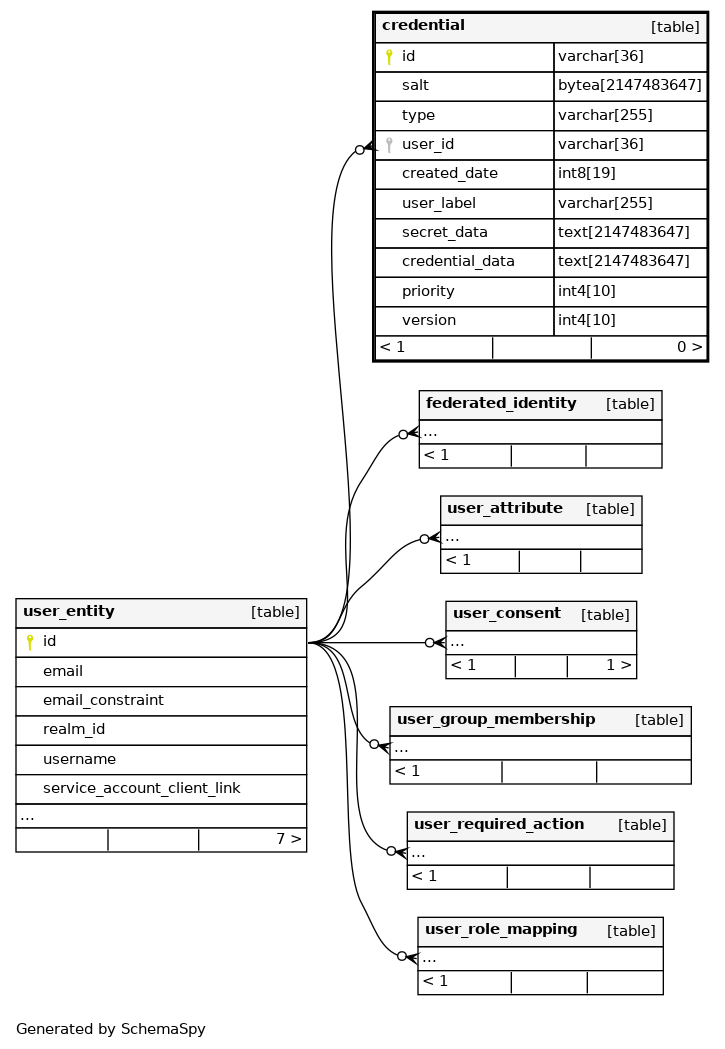 credential [table]
id varchar[36]
salt bytea[2147483647]
type varchar[255]
user_id varchar[36]
created_date int8[19]
user_label varchar[255]
secret_data text[2147483647]
credential_data text[2147483647]
priority int4[10]
version int4[10]
< 1 0 >
federated_identity [table]
...
< 1
user_attribute [table]
...
< 1
user_entity [table]
id
email
email_constraint
realm_id
username
service_account_client_link
...
7 >
user_consent [table]
...
< 1 1 >
user_group_membership [table]
...
< 1
user_required_action [table]
...
< 1
user_role_mapping [table]
...
< 1
Generated by SchemaSpy